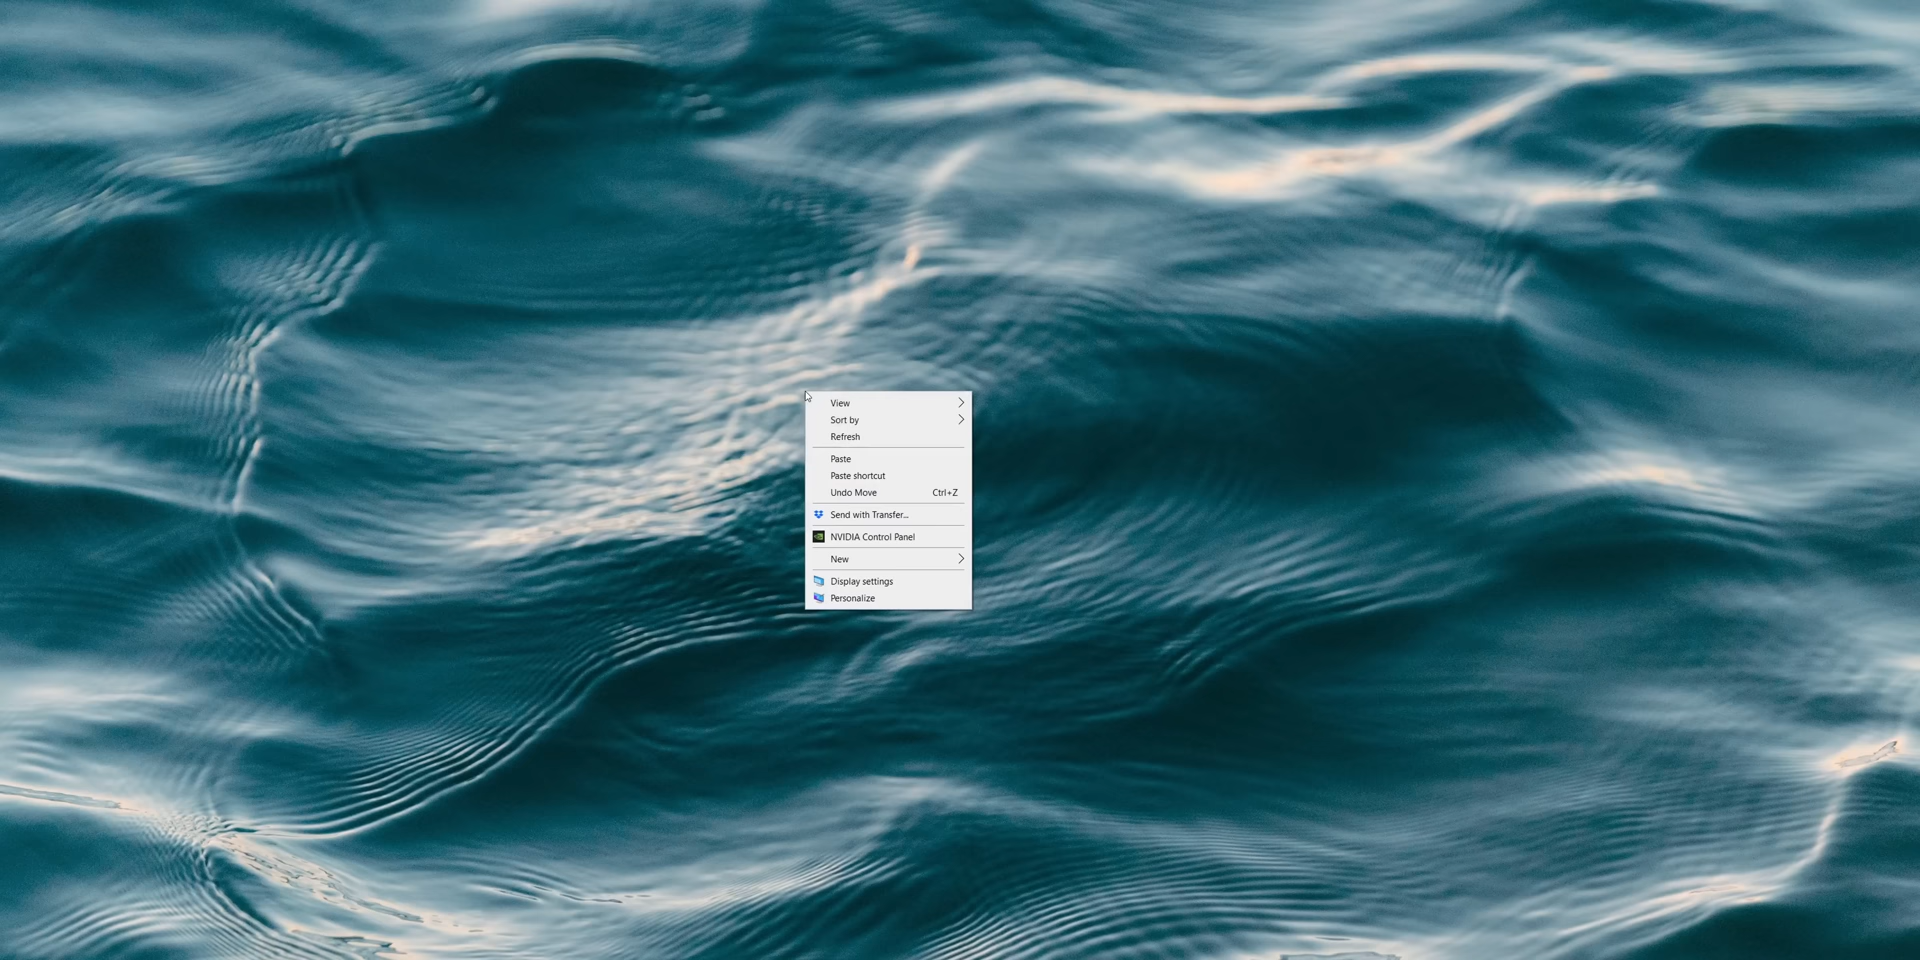 View
Sort by
Refresh
Paste
Paste shortcut
Undo Move Ctrl+Z
Send with Transfer...
NVIDIA Control Panel
New
Display settings
Personalize